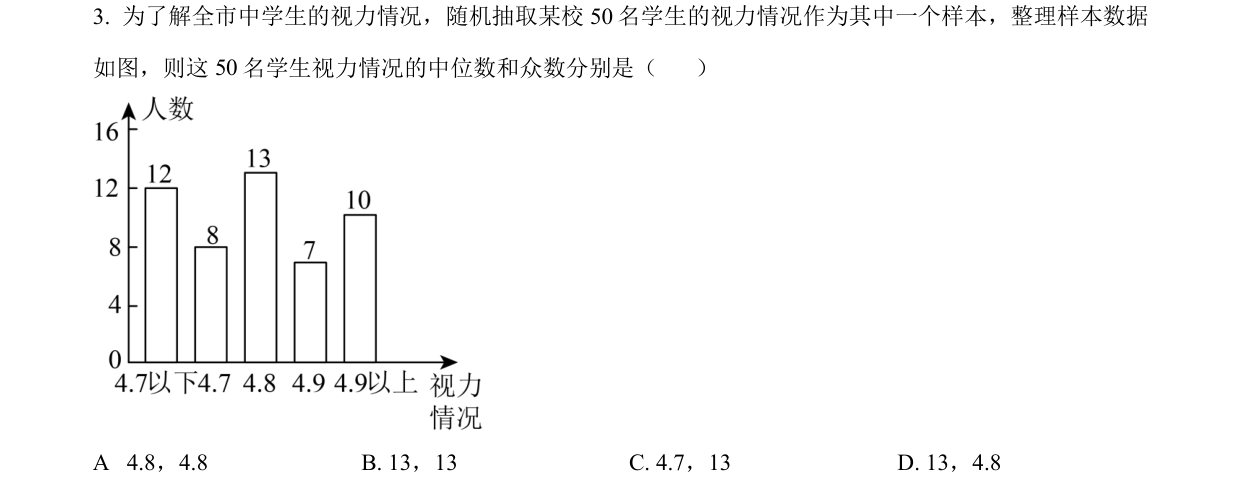 3. 为了解全市中学生的视力情况，随机抽取某校 50 名学生的视力情况作为其中一个样本，整理样本数据
如图，则这 50 名学生视力情况的中位数和众数分别是（　　）
人数
16
12
8
4
0
12
8
13
7
10
4.7以下 4.7 4.8 4.9 4.9以上 视力
情况
A 4.8，4.8 B. 13，13 C. 4.7，13 D. 13，4.8